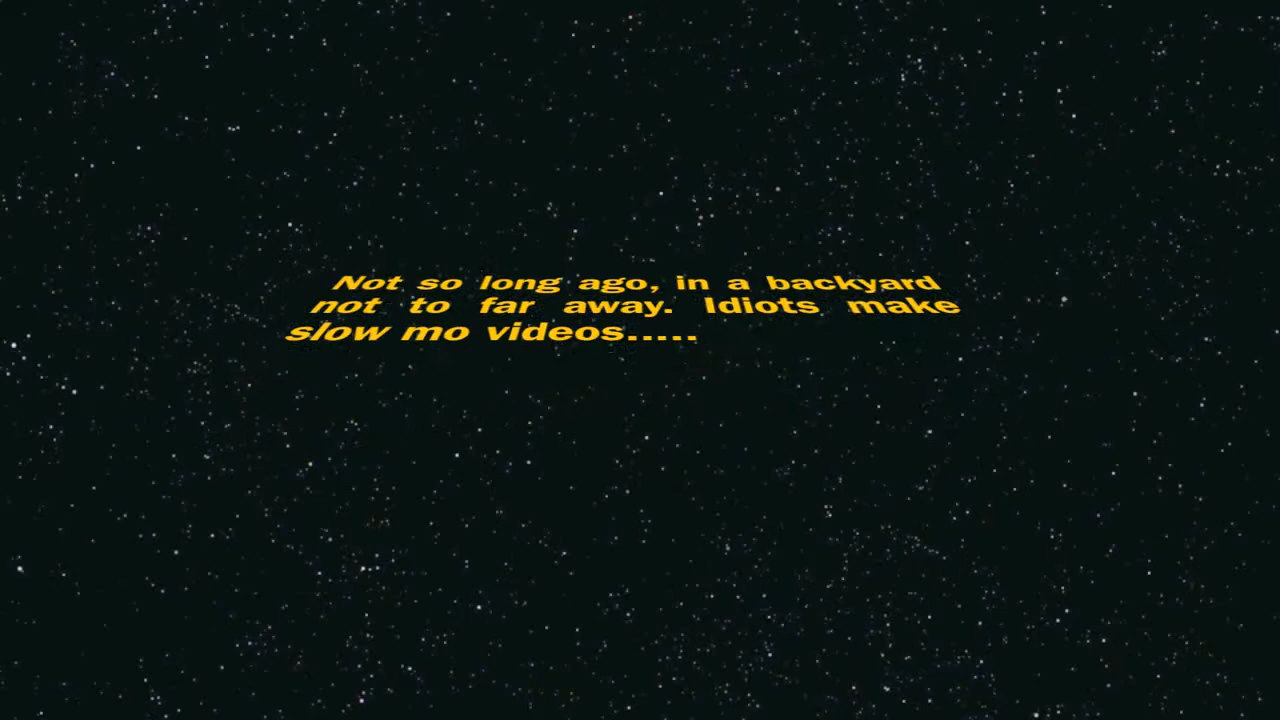 Not so long ago, in a backyard
not to far away. Idiots make
slow mo videos.....